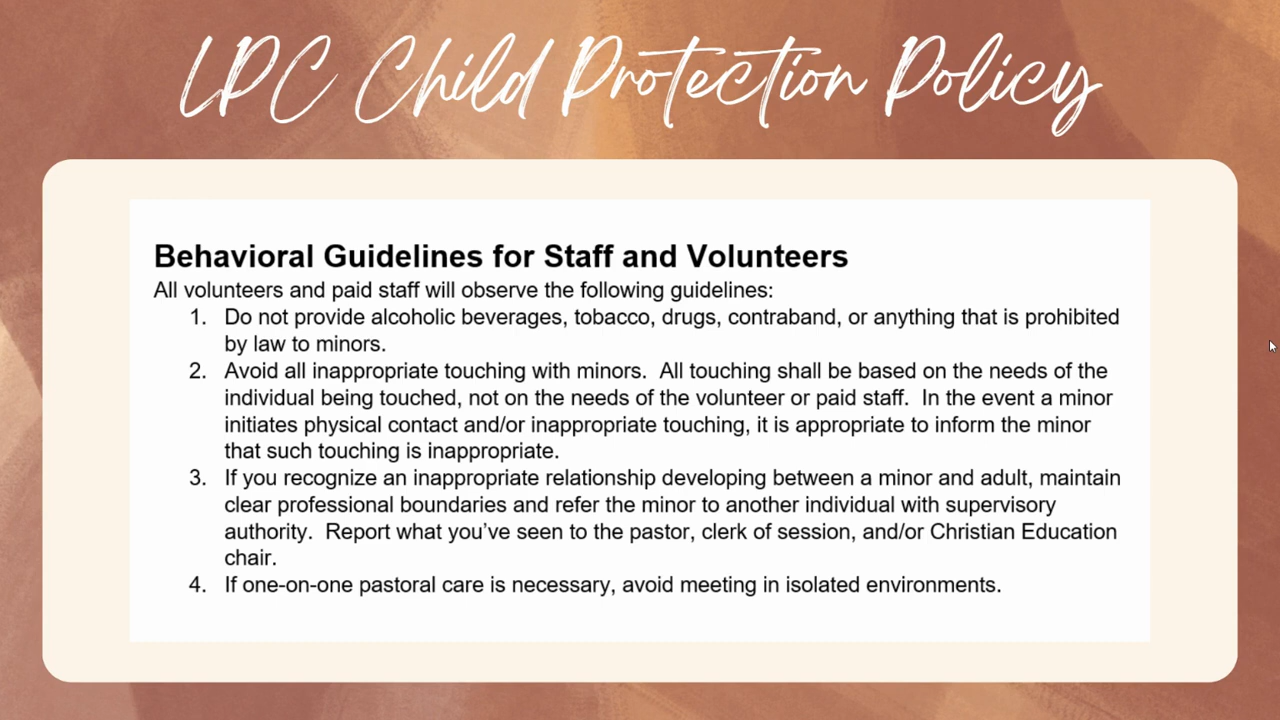 LPC Child Protection Policy
Behavioral Guidelines for Staff and Volunteers
All volunteers and paid staff will observe the following guidelines:
1. Do not provide alcoholic beverages, tobacco, drugs, contraband, or anything that is prohibited
by law to minors.
2. Avoid all inappropriate touching with minors.  All touching shall be based on the needs of the
individual being touched, not on the needs of the volunteer or paid staff.  In the event a minor
initiates physical contact and/or inappropriate touching, it is appropriate to inform the minor
that such touching is inappropriate.
3. If you recognize an inappropriate relationship developing between a minor and adult, maintain
clear professional boundaries and refer the minor to another individual with supervisory
authority.  Report what you’ve seen to the pastor, clerk of session, and/or Christian Education
chair.
4. If one-on-one pastoral care is necessary, avoid meeting in isolated environments.